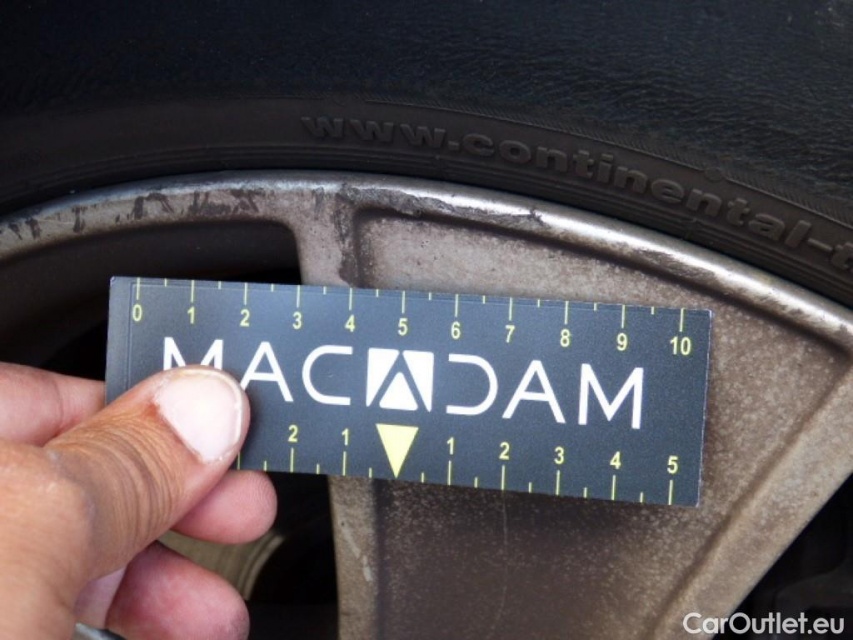 www.continental-t
0 1 2 3 4 5 6 7 8 9 10
MACADAM
2 1 1 2 3 4 5
CarOutlet.eu